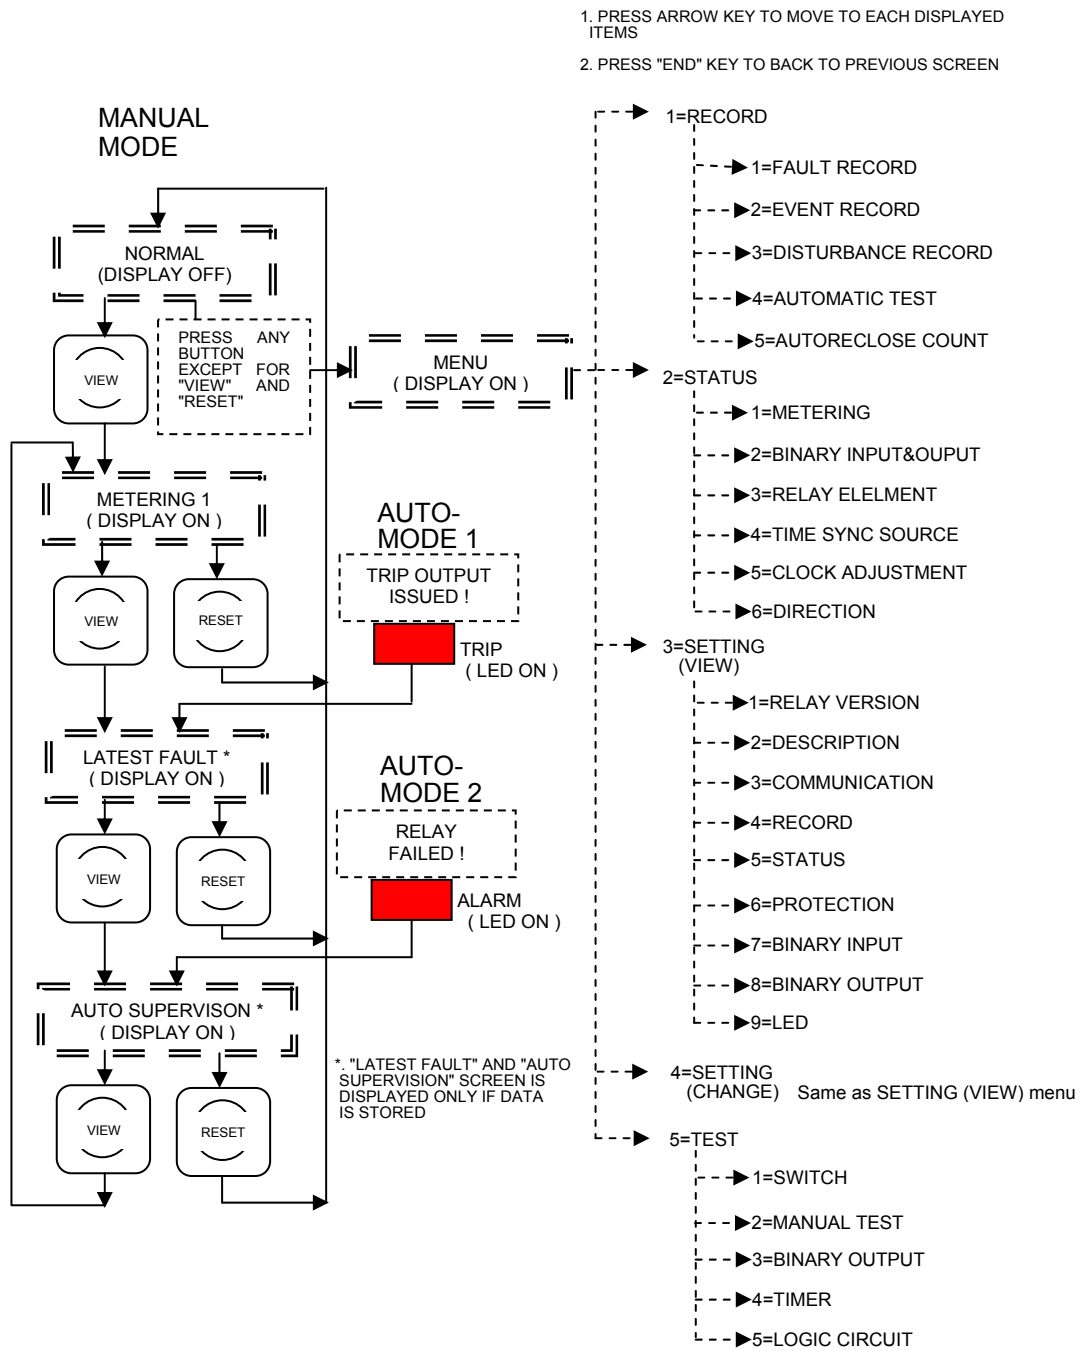 1. PRESS ARROW KEY TO MOVE TO EACH DISPLAYED
ITEMS
2. PRESS "END" KEY TO BACK TO PREVIOUS SCREEN
MANUAL
MODE
NORMAL
(DISPLAY OFF)
VIEW
PRESS ANY
BUTTON
EXCEPT FOR
"VIEW" AND
"RESET"
MENU
( DISPLAY ON )
METERING 1
( DISPLAY ON )
VIEW
RESET
AUTO-
MODE 1
TRIP OUTPUT
ISSUED !
TRIP
( LED ON )
LATEST FAULT *
( DISPLAY ON )
VIEW
RESET
AUTO-
MODE 2
RELAY
FAILED !
ALARM
( LED ON )
AUTO SUPERVISON *
( DISPLAY ON )
VIEW
RESET
*. "LATEST FAULT" AND "AUTO
SUPERVISION" SCREEN IS
DISPLAYED ONLY IF DATA
IS STORED
1=RECORD
1=FAULT RECORD
2=EVENT RECORD
3=DISTURBANCE RECORD
4=AUTOMATIC TEST
5=AUTORECLOSE COUNT
2=STATUS
1=METERING
2=BINARY INPUT&OUPUT
3=RELAY ELELMENT
4=TIME SYNC SOURCE
5=CLOCK ADJUSTMENT
6=DIRECTION
3=SETTING
(VIEW)
1=RELAY VERSION
2=DESCRIPTION
3=COMMUNICATION
4=RECORD
5=STATUS
6=PROTECTION
7=BINARY INPUT
8=BINARY OUTPUT
9=LED
4=SETTING
(CHANGE) Same as SETTING (VIEW) menu
5=TEST
1=SWITCH
2=MANUAL TEST
3=BINARY OUTPUT
4=TIMER
5=LOGIC CIRCUIT